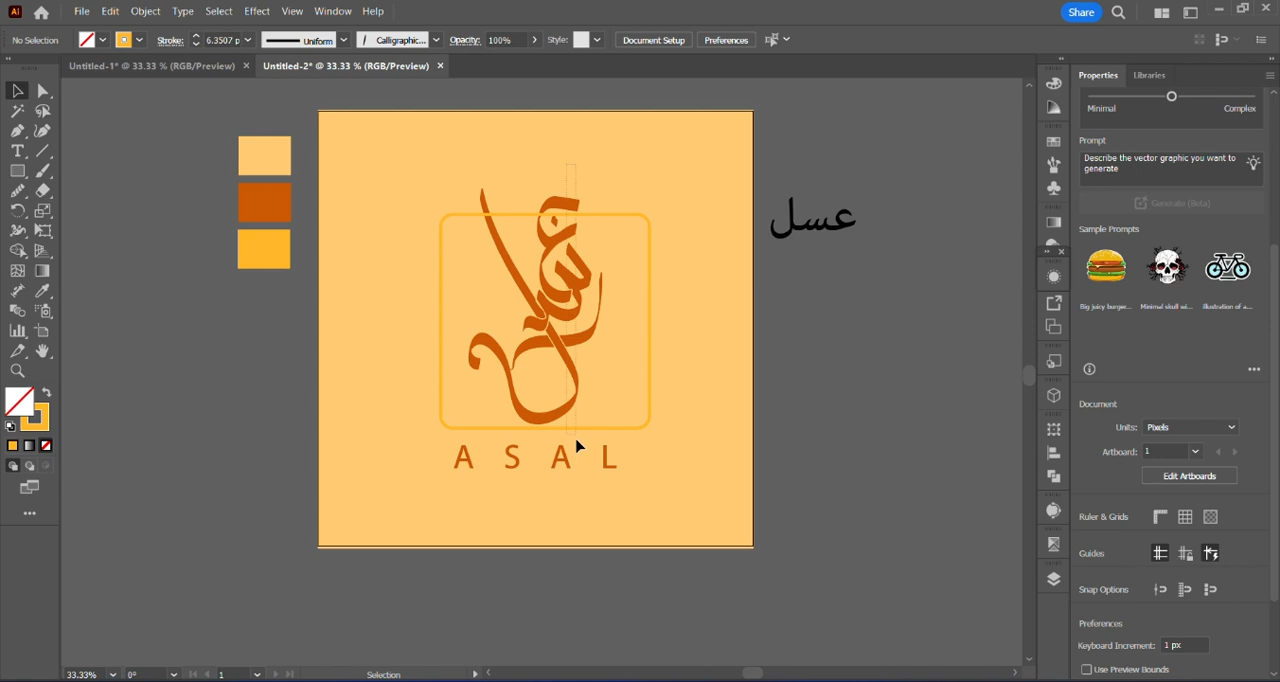 Ai File Edit Object Type Select Effect View Window Help Share
No Selection Stroke: 6.3507 p Uniform Calligraphic... Opacity: 100% Style: Document Setup Preferences
Untitled-1* @ 33.33 % (RGB/Preview) × Untitled-2* @ 33.33 % (RGB/Preview) ×
Properties Libraries
Minimal Complex
Prompt
Describe the vector graphic you want to
generate
Generate (Beta)
Sample Prompts
Big juicy burger... Minimal skull wi... illustration of a...
عسل
عسل
A S A L
Document
Units: Pixels
Artboard: 1
Edit Artboards
Ruler & Grids
Guides
Snap Options
Preferences
Keyboard Increment: 1 px
Use Preview Bounds
33.33% 0° 1 Selection